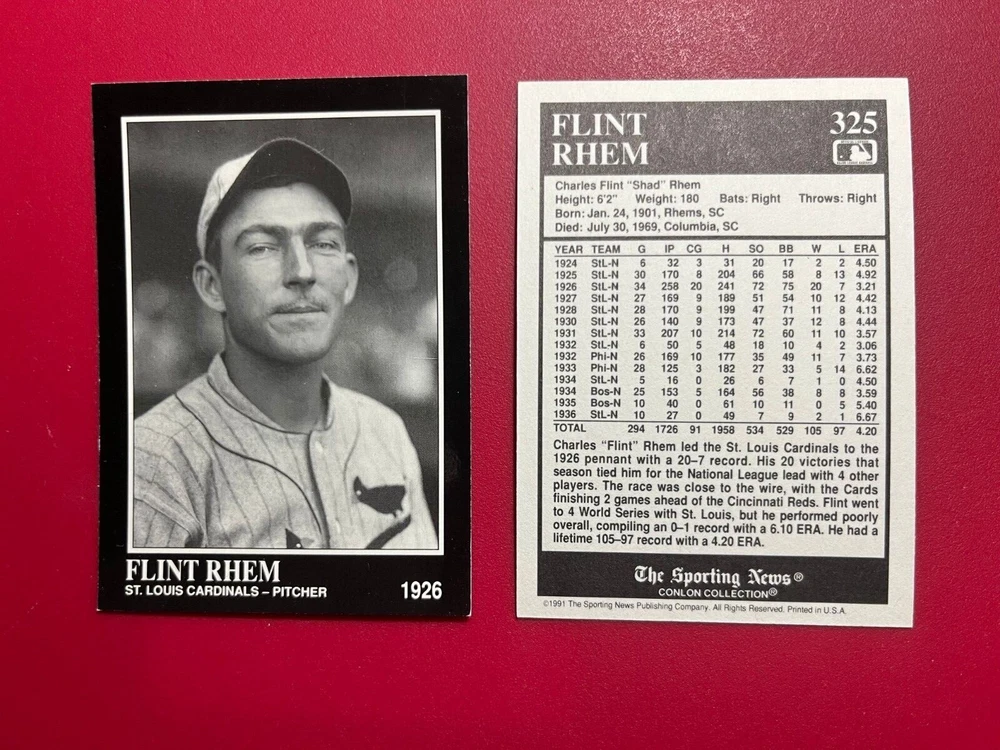 FLINT RHEM
ST. LOUIS CARDINALS – PITCHER
1926
FLINT
RHEM
325
Charles Flint "Shad" Rhem
Height: 6'2" Weight: 180 Bats: Right Throws: Right
Born: Jan. 24, 1901, Rhems, SC
Died: July 30, 1969, Columbia, SC
YEAR TEAM G IP CG H SO BB W L ERA
1924 StL-N 6 32 3 31 20 17 2 2 4.50
1925 StL-N 30 170 8 204 66 58 8 13 4.92
1926 StL-N 34 258 20 241 72 75 20 7 3.21
1927 StL-N 27 169 9 189 51 54 10 12 4.42
1928 StL-N 28 170 9 199 47 71 11 8 4.13
1930 StL-N 26 140 9 173 47 37 12 8 4.44
1931 StL-N 33 207 10 214 72 60 11 10 3.57
1932 StL-N 6 50 5 48 18 10 4 2 3.06
1932 Phi-N 26 169 10 177 35 49 11 7 3.73
1933 Phi-N 28 125 3 182 27 33 5 14 6.62
1934 StL-N 5 16 0 26 6 7 1 0 4.50
1934 Bos-N 25 153 5 164 56 38 8 8 3.59
1935 Bos-N 10 40 0 61 10 11 0 5 5.40
1936 StL-N 10 27 0 49 7 9 2 1 6.67
TOTAL 294 1726 91 1958 534 529 105 97 4.20
Charles "Flint" Rhem led the St. Louis Cardinals to the
1926 pennant with a 20–7 record. His 20 victories that
season tied him for the National League lead with 4 other
players. The race was close to the wire, with the Cards
finishing 2 games ahead of the Cincinnati Reds. Flint went
to 4 World Series with St. Louis, but he performed poorly
overall, compiling an 0–1 record with a 6.10 ERA. He had a
lifetime 105–97 record with a 4.20 ERA.
The Sporting News®
CONLON COLLECTION®
©1991 The Sporting News Publishing Company. All Rights Reserved. Printed in U.S.A.